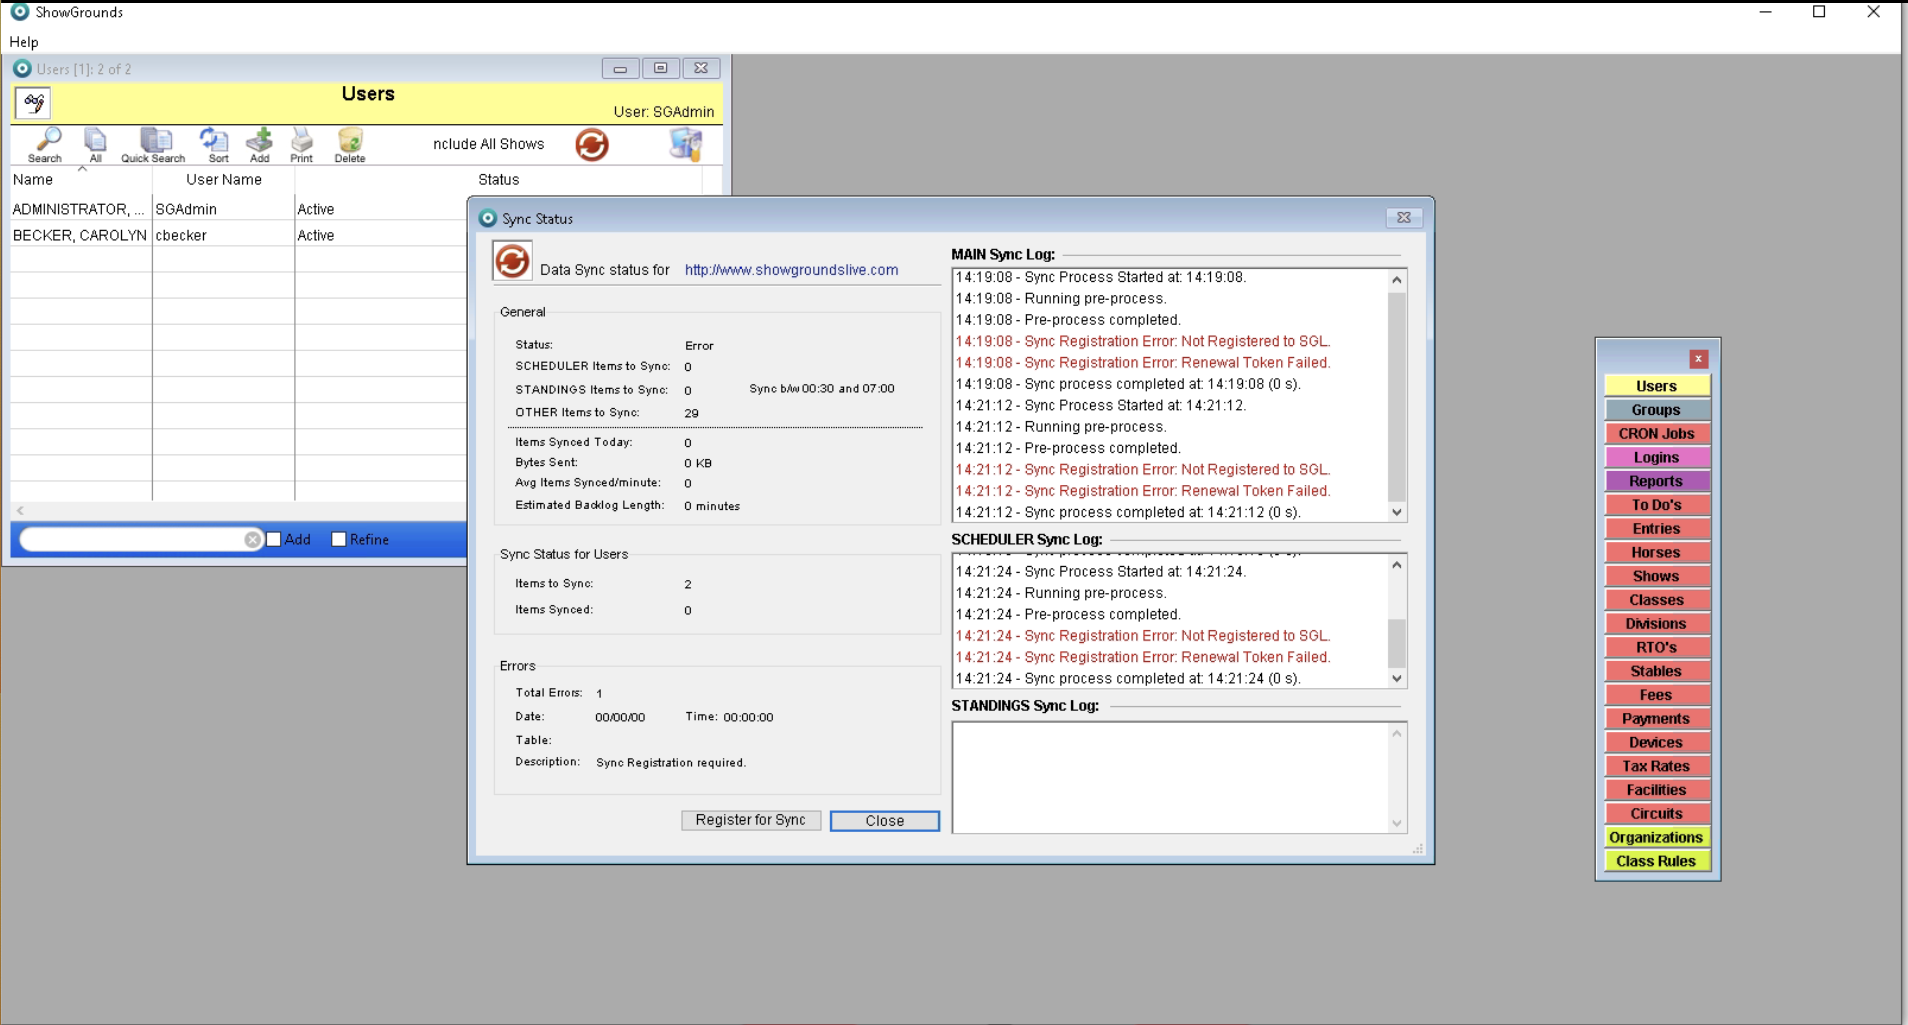 ShowGrounds
Help
Users [1]: 2 of 2
Users
User: SGAdmin
Search
All
Quick Search
Sort
Add
Print
Delete
nclude All Shows
Name User Name Status
ADMINISTRATOR, ... SGAdmin Active
BECKER, CAROLYN cbecker Active
Add Refine
Sync Status
Data Sync status for http://www.showgroundslive.com
General
Status: Error
SCHEDULER Items to Sync: 0
STANDINGS Items to Sync: 0 Sync b/w 00:30 and 07:00
OTHER Items to Sync: 29
Items Synced Today: 0
Bytes Sent: 0 KB
Avg Items Synced/minute: 0
Estimated Backlog Length: 0 minutes
Sync Status for Users
Items to Sync: 2
Items Synced: 0
Errors
Total Errors: 1
Date: 00/00/00 Time: 00:00:00
Table:
Description: Sync Registration required.
Register for Sync
Close
MAIN Sync Log:
14:19:08 - Sync Process Started at: 14:19:08.
14:19:08 - Running pre-process.
14:19:08 - Pre-process completed.
14:19:08 - Sync Registration Error: Not Registered to SGL.
14:19:08 - Sync Registration Error: Renewal Token Failed.
14:19:08 - Sync process completed at: 14:19:08 (0 s).
14:21:12 - Sync Process Started at: 14:21:12.
14:21:12 - Running pre-process.
14:21:12 - Pre-process completed.
14:21:12 - Sync Registration Error: Not Registered to SGL.
14:21:12 - Sync Registration Error: Renewal Token Failed.
14:21:12 - Sync process completed at: 14:21:12 (0 s).
SCHEDULER Sync Log:
14:21:24 - Sync Process Started at: 14:21:24.
14:21:24 - Running pre-process.
14:21:24 - Pre-process completed.
14:21:24 - Sync Registration Error: Not Registered to SGL.
14:21:24 - Sync Registration Error: Renewal Token Failed.
14:21:24 - Sync process completed at: 14:21:24 (0 s).
STANDINGS Sync Log:
Users
Groups
CRON Jobs
Logins
Reports
To Do's
Entries
Horses
Shows
Classes
Divisions
RTO's
Stables
Fees
Payments
Devices
Tax Rates
Facilities
Circuits
Organizations
Class Rules